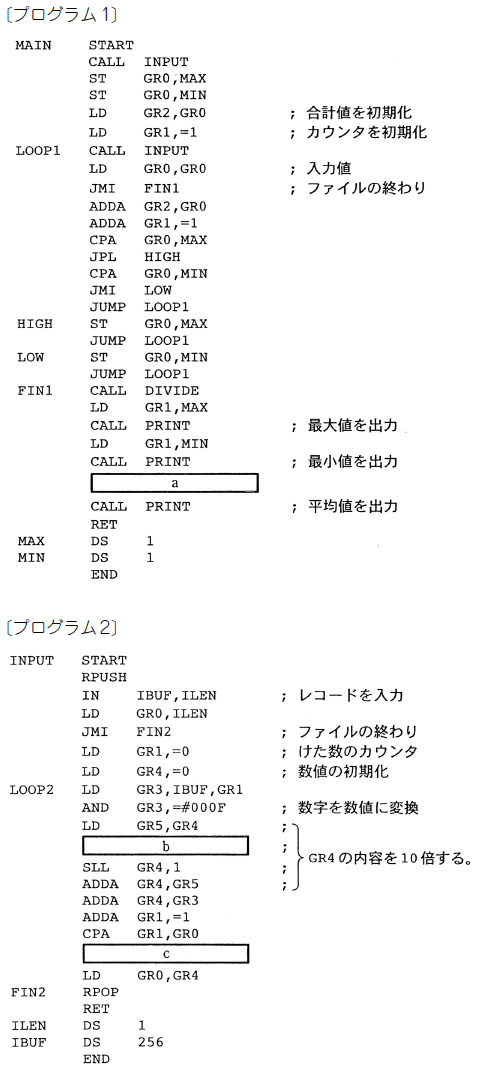 〔プログラム1〕
MAIN START
CALL INPUT
ST GR0,MAX
ST GR0,MIN
LD GR2,GR0 ; 合計値を初期化
LD GR1,=1 ; カウンタを初期化
LOOP1 CALL INPUT
LD GR0,GR0 ; 入力値
JMI FIN1 ; ファイルの終わり
ADDA GR2,GR0
ADDA GR1,=1
CPA GR0,MAX
JPL HIGH
CPA GR0,MIN
JMI LOW
JUMP LOOP1
HIGH ST GR0,MAX
JUMP LOOP1
LOW ST GR0,MIN
JUMP LOOP1
FIN1 CALL DIVIDE
LD GR1,MAX
CALL PRINT ; 最大値を出力
LD GR1,MIN
CALL PRINT ; 最小値を出力
a
CALL PRINT ; 平均値を出力
RET
MAX DS 1
MIN DS 1
END
〔プログラム2〕
INPUT START
RPUSH
IN IBUF,ILEN ; レコードを入力
LD GR0,ILEN
JMI FIN2 ; ファイルの終わり
LD GR1,=0 ; けた数のカウンタ
LD GR4,=0 ; 数値の初期化
LOOP2 LD GR3,IBUF,GR1
AND GR3,=#000F ; 数字を数値に変換
LD GR5,GR4 ;
b ;
SLL GR4,1 ; GR4の内容を10倍する。
ADDA GR4,GR5 ;
ADDA GR4,GR3
ADDA GR1,=1
CPA GR1,GR0
c
LD GR0,GR4
FIN2 RPOP
RET
ILEN DS 1
IBUF DS 256
END